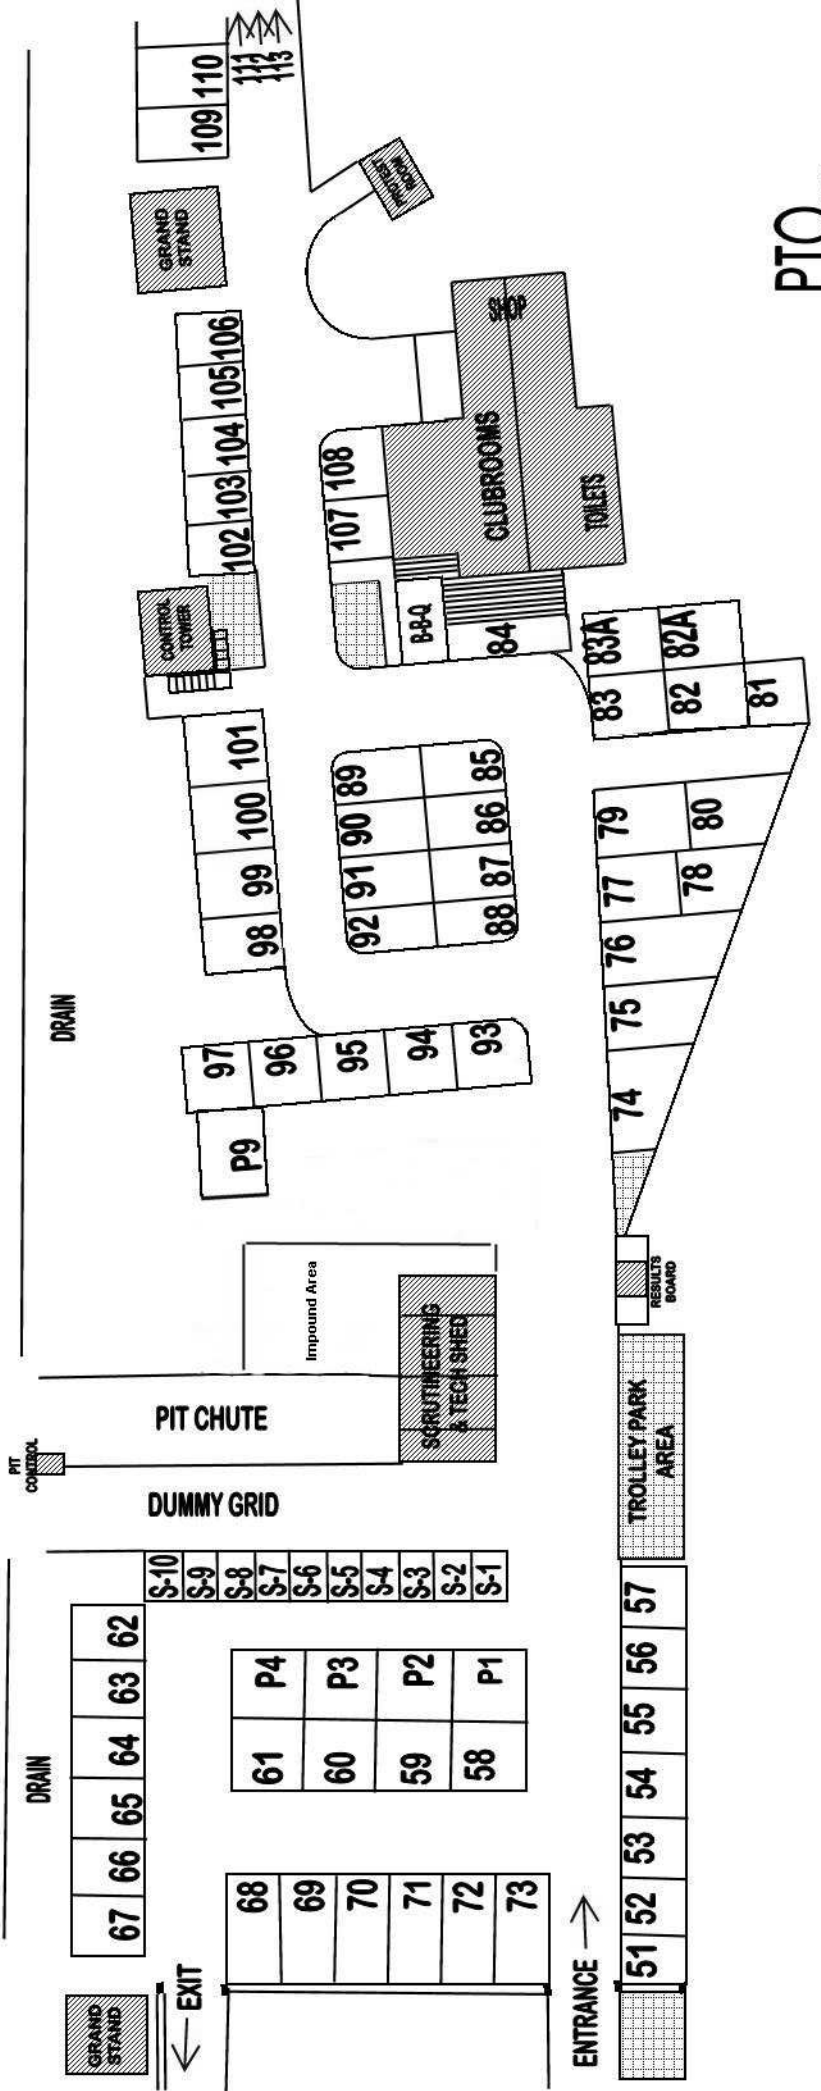 GRAND
STAND
EXIT
67
66
65
64
63
62
DRAIN
68
69
70
71
72
73
61
60
59
58
P4
P3
P2
P1
S-10
S-9
S-8
S-7
S-6
S-5
S-4
S-3
S-2
S-1
ENTRANCE
51
52
53
54
55
56
57
DUMMY GRID
PIT
CONTROL
PIT CHUTE
SCRUTINEERING
& TECH SHED
Impound Area
TROLLEY PARK
AREA
RESULTS
BOARD
DRAIN
P9
97
96
95
94
93
98
99
100
101
92
91
90
89
88
87
86
85
74
75
76
77
78
79
80
81
82
82A
83
83A
84
B-B-Q
CONTROL
TOWER
102
103
104
105
106
107
108
CLUBROOMS
SHOP
TOILETS
PROTEST
ROOM
GRAND
STAND
109
110
111
112
113
PTO